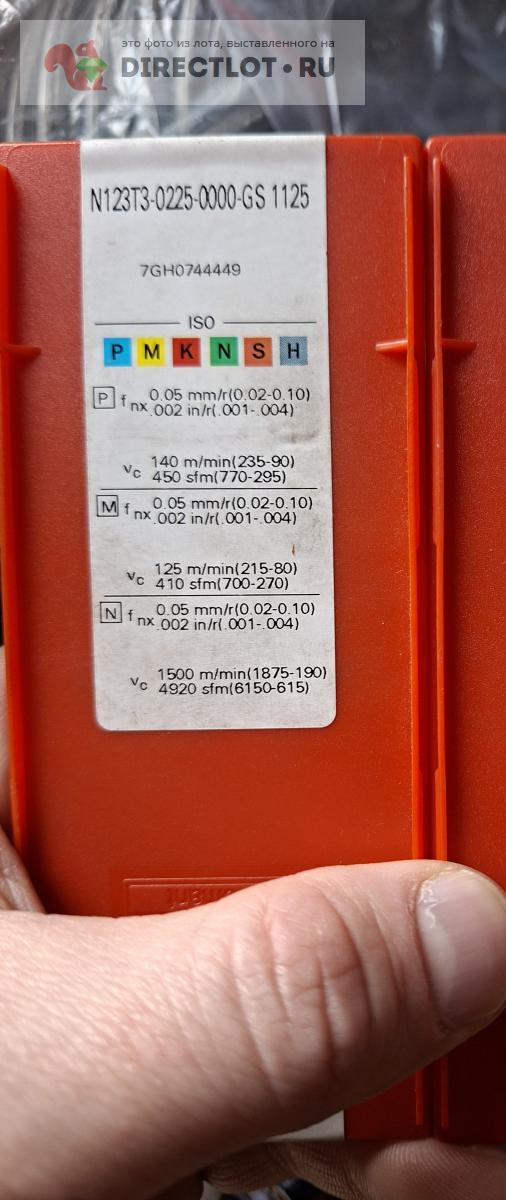 это фото из лота, выставленного на
DIRECTLOT·RU
N123T3-0225-0000-GS 1125
7GH0744449
ISO
P M K N S H
P f nx 0.05 mm/r(0.02-0.10)
.002 in/r(.001-.004)
vc 140 m/min(235-90)
450 sfm(770-295)
M f nx 0.05 mm/r(0.02-0.10)
.002 in/r(.001-.004)
vc 125 m/min(215-80)
410 sfm(700-270)
N f nx 0.05 mm/r(0.02-0.10)
.002 in/r(.001-.004)
vc 1500 m/min(1875-190)
4920 sfm(6150-615)